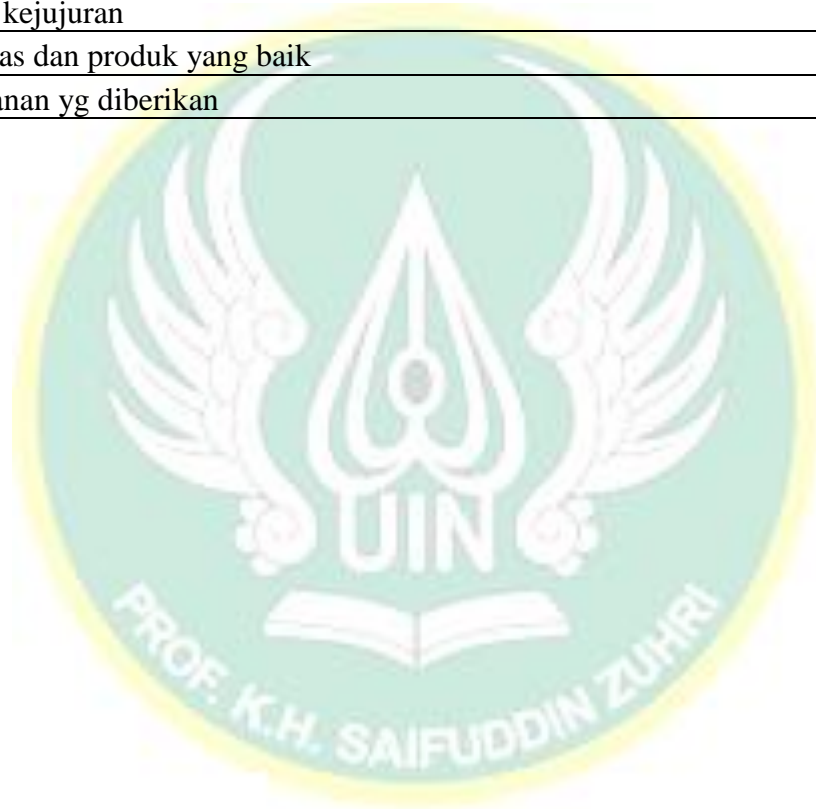 kejujuran
as dan produk yang baik
anan yg diberikan
UIN
PROF. K.H. SAIFUDDIN ZUHRI